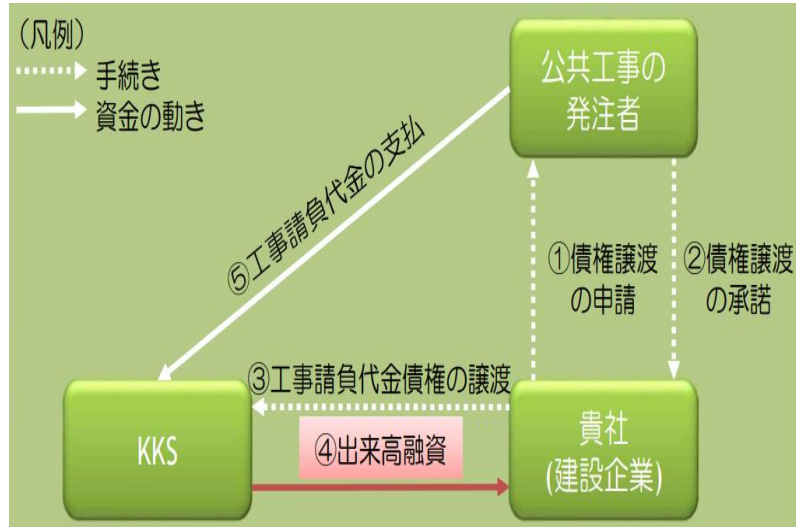 (凡例)
手続き
資金の動き
公共工事の
発注者
⑤工事請負代金の支払
①債権譲渡
の申請
②債権譲渡
の承諾
③工事請負代金債権の譲渡
KKS
④出来高融資
貴社
(建設企業)